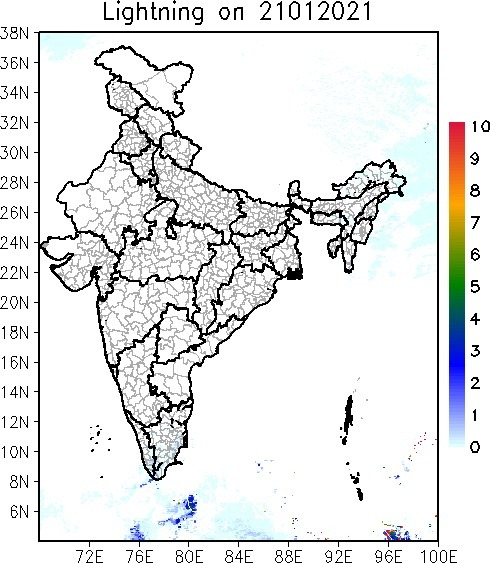 Lightning on 21012021
38N
36N
34N
32N
30N
28N
26N
24N
22N
20N
18N
16N
14N
12N
10N
8N
6N
72E 76E 80E 84E 88E 92E 96E 100E
10
9
8
7
6
5
4
3
2
1
0